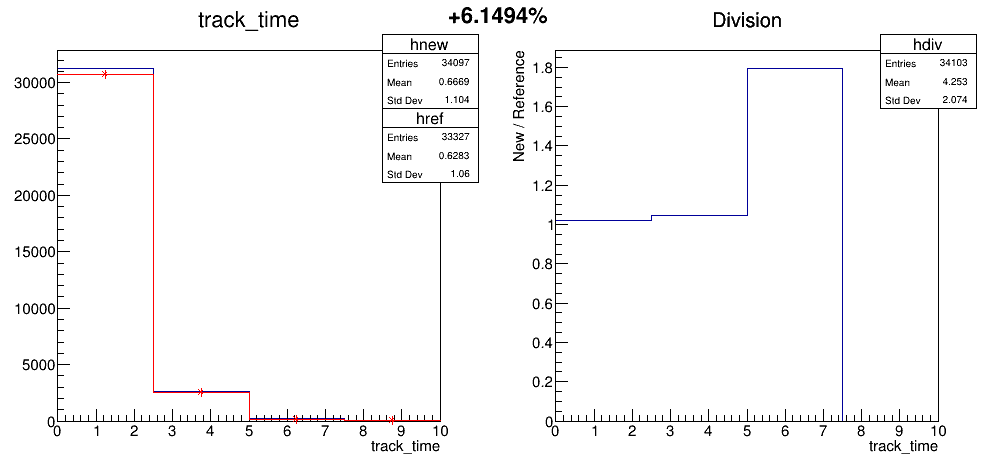 +6.1494%
track_time
hnew
Entries 34097
Mean 0.6669
Std Dev 1.104
href
Entries 33327
Mean 0.6283
Std Dev 1.06
30000
25000
20000
15000
10000
5000
0
0 1 2 3 4 5 6 7 8 9 10
track_time
Division
hdiv
Entries 34103
Mean 4.253
Std Dev 2.074
New / Reference
1.8
1.6
1.4
1.2
1
0.8
0.6
0.4
0.2
0
0 1 2 3 4 5 6 7 8 9 10
track_time